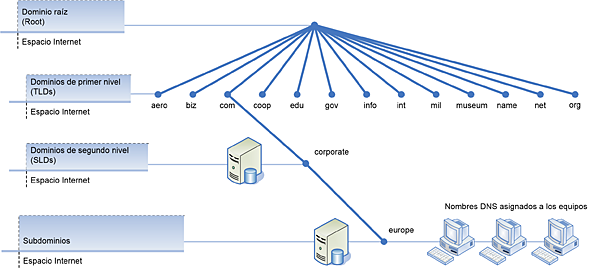 Dominio raíz
(Root)
Espacio Internet
Dominios de primer nivel
(TLDs)
aero biz com coop edu gov info int mil museum name net org
Espacio Internet
Dominios de segundo nivel
(SLDs)
corporate
Espacio Internet
Nombres DNS asignados a los equipos
Subdominios
europe
Espacio Internet